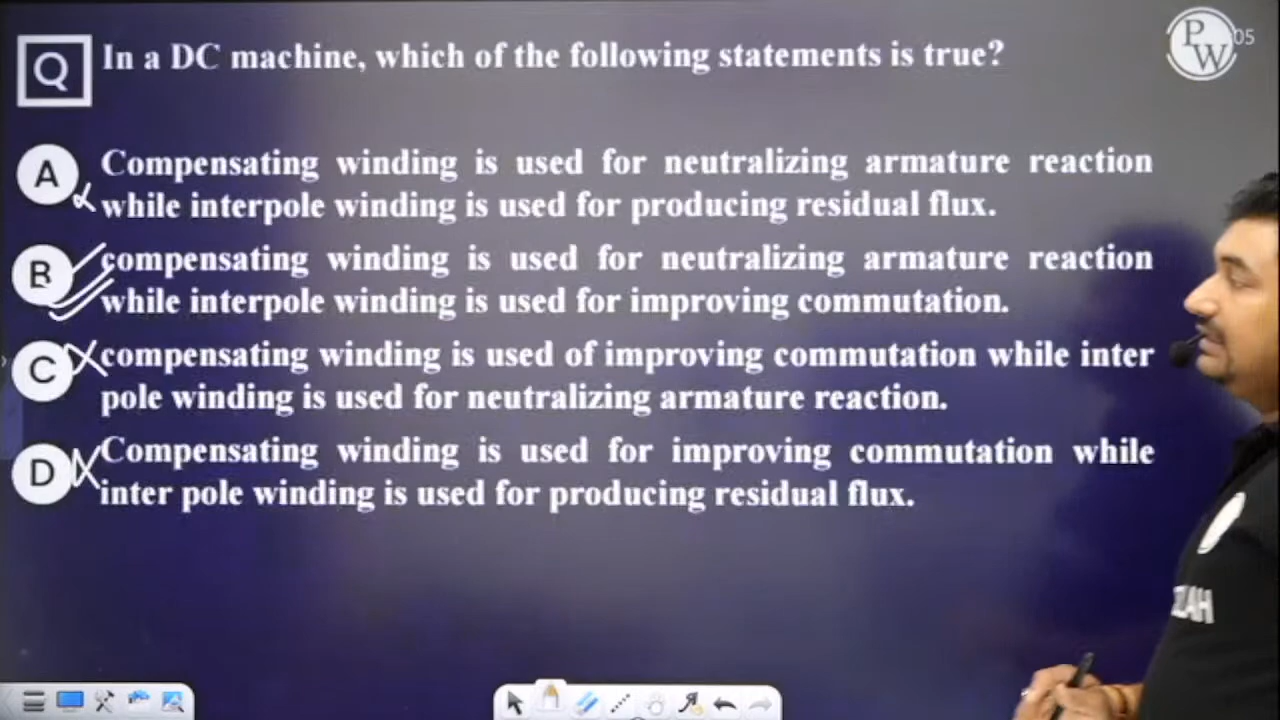 Q In a DC machine, which of the following statements is true?
PW 05
A Compensating winding is used for neutralizing armature reaction
while interpole winding is used for producing residual flux.
B compensating winding is used for neutralizing armature reaction
while interpole winding is used for improving commutation.
C compensating winding is used of improving commutation while inter
pole winding is used for neutralizing armature reaction.
D Compensating winding is used for improving commutation while
inter pole winding is used for producing residual flux.